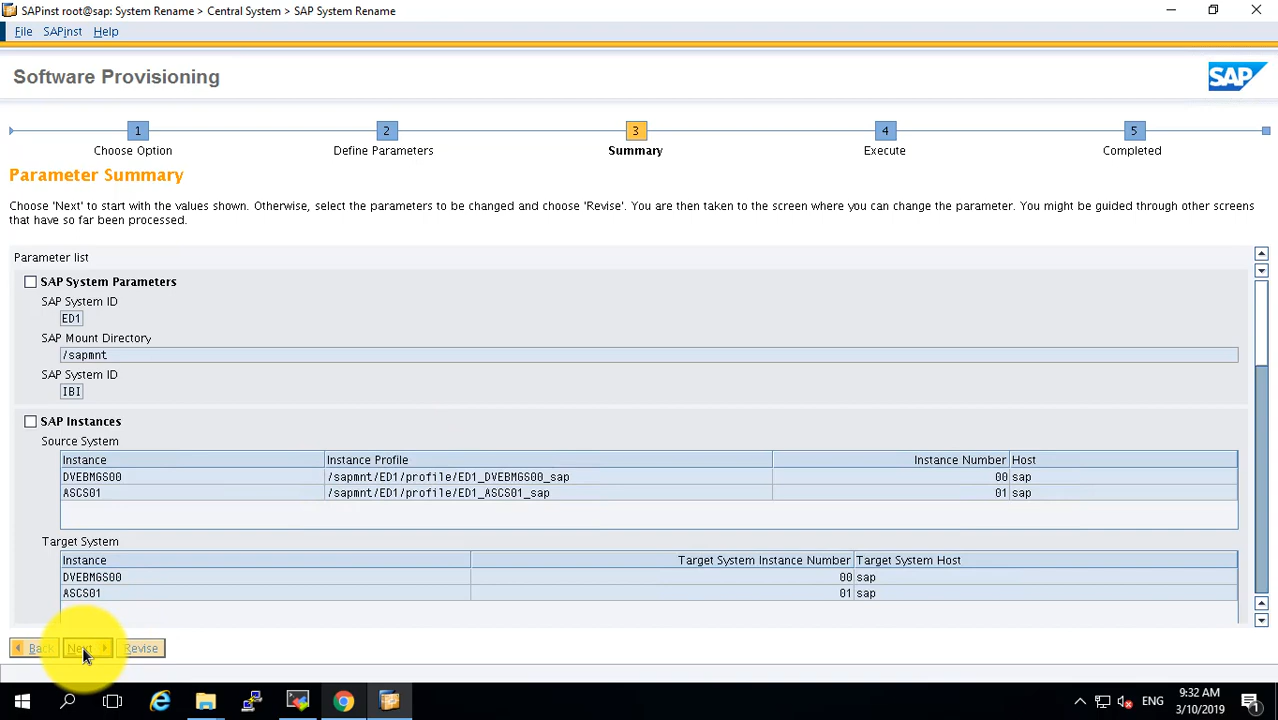 SAPinst root@sap: System Rename > Central System > SAP System Rename
File SAPinst Help
Software Provisioning
SAP
1 2 3 4 5
Choose Option Define Parameters Summary Execute Completed
Parameter Summary
Choose 'Next' to start with the values shown. Otherwise, select the parameters to be changed and choose 'Revise'. You are then taken to the screen where you can change the parameter. You might be guided through other screens
that have so far been processed.
Parameter list
SAP System Parameters
SAP System ID
ED1
SAP Mount Directory
/sapmnt
SAP System ID
IBI
SAP Instances
Source System
Instance Instance Profile Instance Number Host
DVEBMGS00 /sapmnt/ED1/profile/ED1_DVEBMGS00_sap 00 sap
ASCS01 /sapmnt/ED1/profile/ED1_ASCS01_sap 01 sap
Target System
Instance Target System Instance Number Target System Host
DVEBMGS00 00 sap
ASCS01 01 sap
Back Next Revise
ENG
9:32 AM
3/10/2019
1